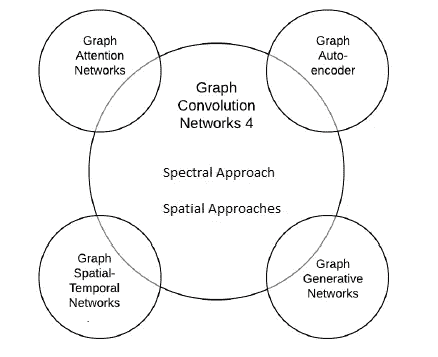 Graph
Attention
Networks
Graph
Auto-
encoder
Graph
Convolution
Networks 4
Spectral Approach
Spatial Approaches
Graph
Spatial-
Temporal
Networks
Graph
Generative
Networks